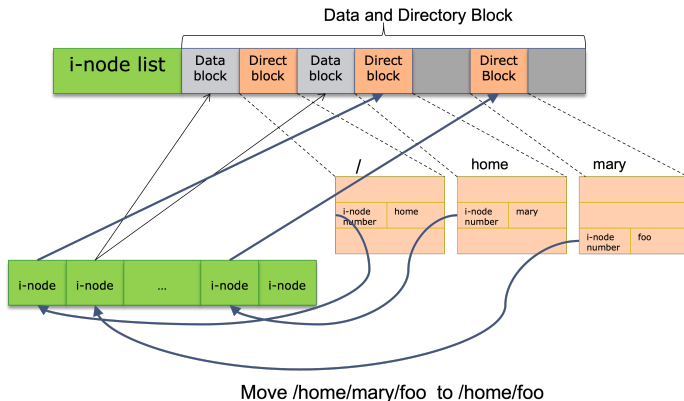 Data and Directory Block
i-node list
Data
block
Direct
block
Data
block
Direct
block
Direct
Block
/
home
mary
i-node
number
home
i-node
number
mary
i-node
number
foo
i-node
i-node
...
i-node
i-node
Move /home/mary/foo to /home/foo